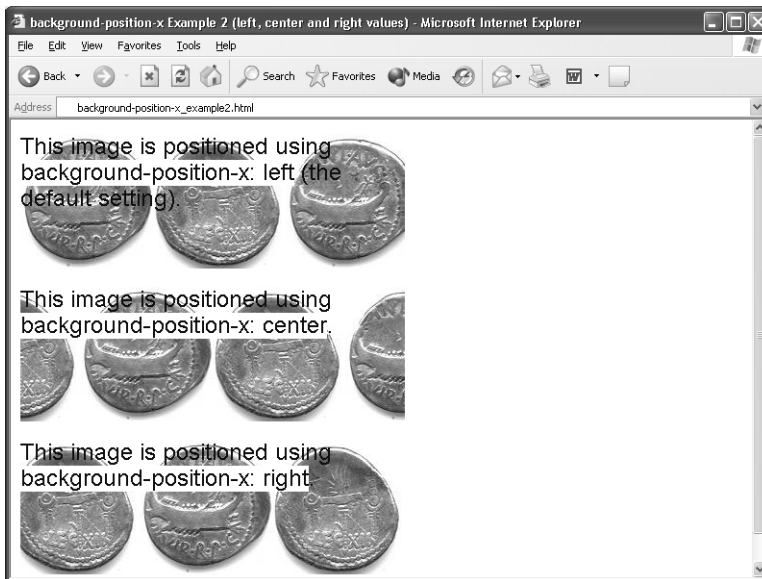 background-position-x Example 2 (left, center and right values) - Microsoft Internet Explorer
File Edit View Favorites Tools Help
Back Search Favorites Media
Address background-position-x_example2.html
This image is positioned using
background-position-x: left (the
default setting).
This image is positioned using
background-position-x: center.
This image is positioned using
background-position-x: right.